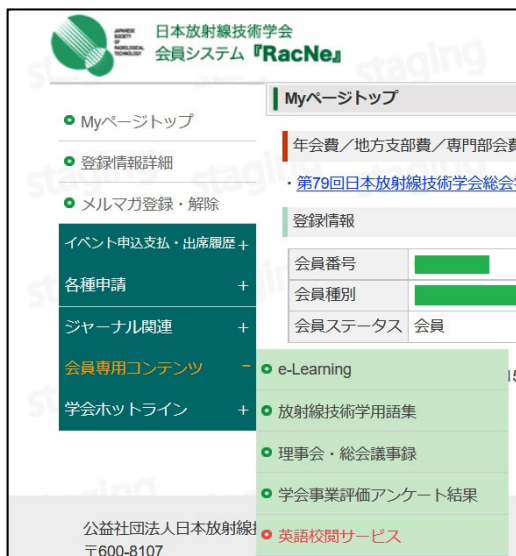 JAPANESE
SOCIETY
OF
RADIOLOGICAL
TECHNOLOGY
日本放射線技術学会
会員システム『RacNe』
staging
Myページトップ
登録情報詳細
メルマガ登録・解除
イベント申込支払・出席履歴+
各種申請 +
ジャーナル関連 +
会員専用コンテンツ −
学会ホットライン +
Myページトップ
年会費／地方支部費／専門部会費
・第79回日本放射線技術学会総会
登録情報
会員番号
会員種別
会員ステータス 会員
e-Learning
放射線技術学用語集
理事会・総会議事録
学会事業評価アンケート結果
英語校閲サービス
公益社団法人日本放射線
〒600-8107